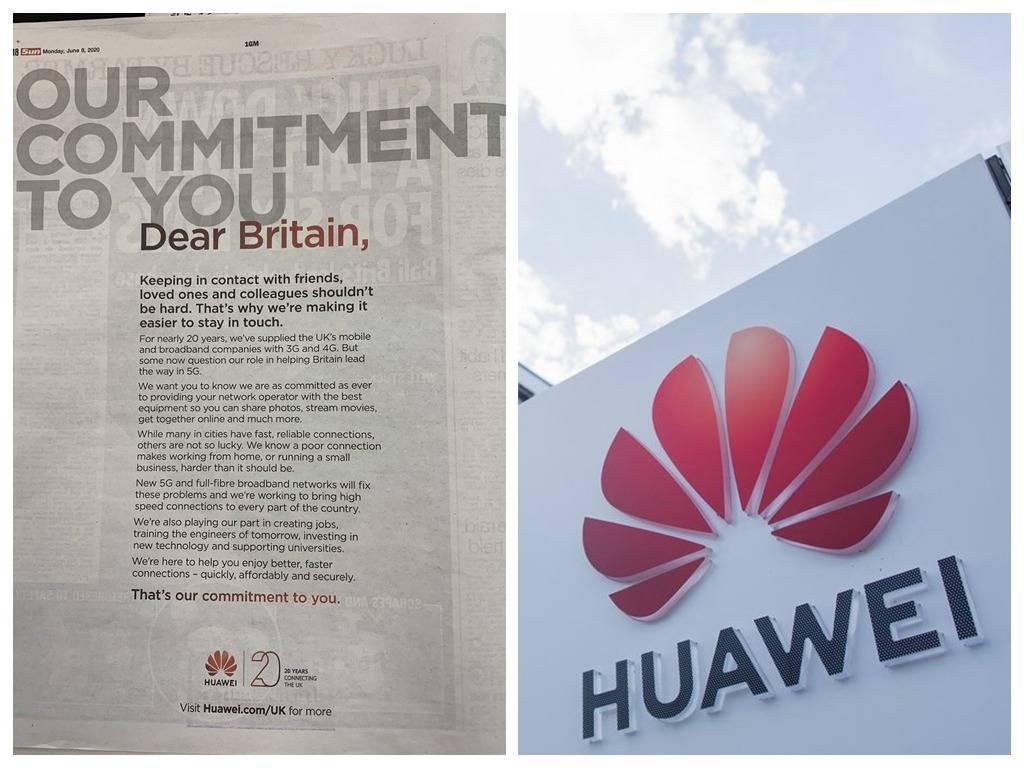 18 Sun Monday, June 8, 2020
1GM
OUR
COMMITMENT
TO YOU
Dear Britain,
Keeping in contact with friends,
loved ones and colleagues shouldn't
be hard. That's why we're making it
easier to stay in touch.
For nearly 20 years, we've supplied the UK's mobile
and broadband companies with 3G and 4G. But
some now question our role in helping Britain lead
the way in 5G.
We want you to know we are as committed as ever
to providing your network operator with the best
equipment so you can share photos, stream movies,
get together online and much more.
While many in cities have fast, reliable connections,
others are not so lucky. We know a poor connection
makes working from home, or running a small
business, harder than it should be.
New 5G and full-fibre broadband networks will fix
these problems and we're working to bring high
speed connections to every part of the country.
We're also playing our part in creating jobs,
training the engineers of tomorrow, investing in
new technology and supporting universities.
We're here to help you enjoy better, faster
connections – quickly, affordably and securely.
That's our commitment to you.
HUAWEI
20
20 YEARS
CONNECTING
THE UK
Visit Huawei.com/UK for more
HUAWEI